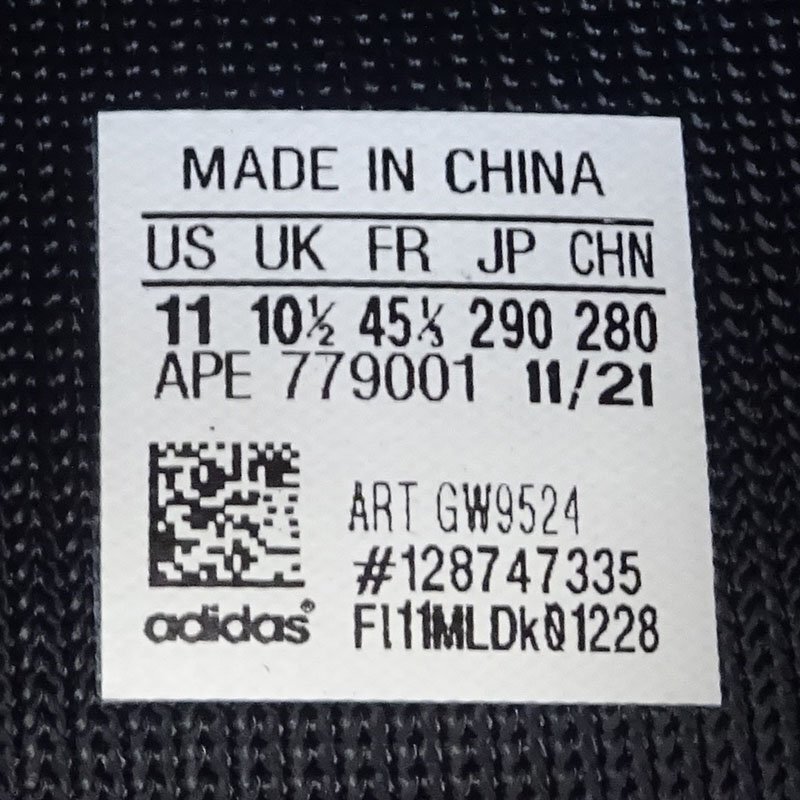 MADE IN CHINA
US UK FR JP CHN
11 10½ 45⅓ 290 280
APE 779001 11/21
ART GW9524
#128747335
adidas®
Fl11MLDk01228